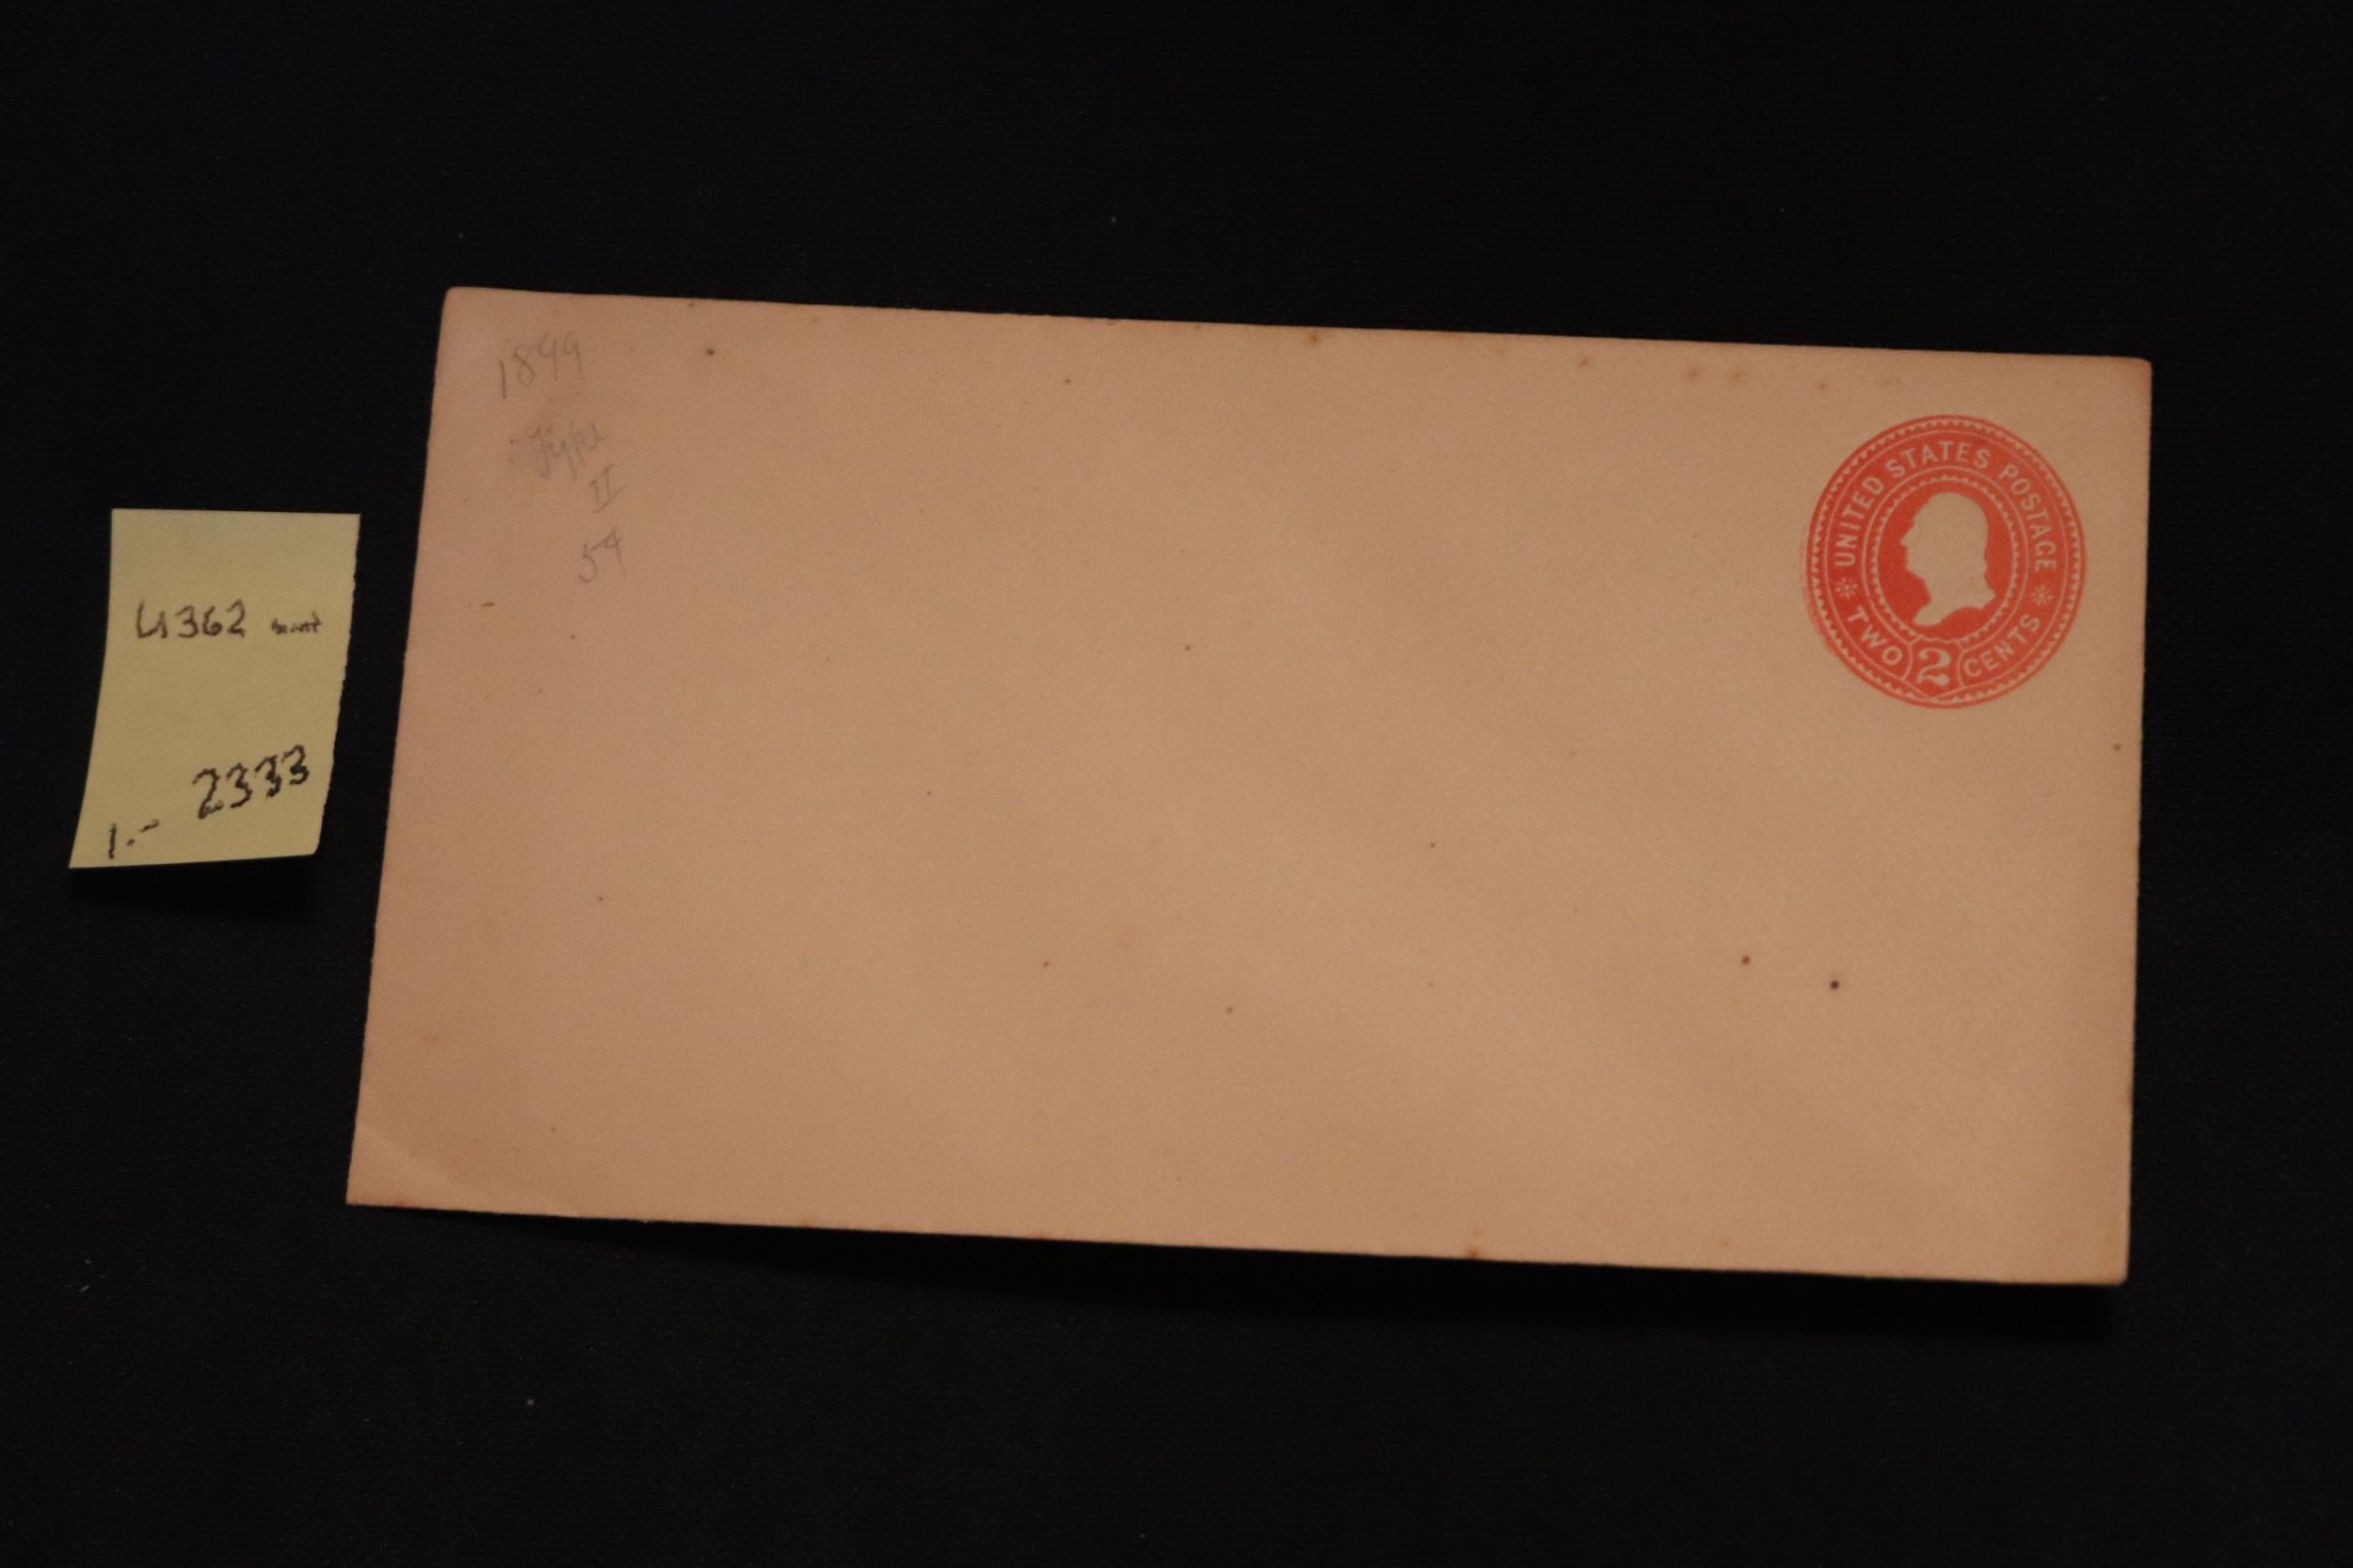 U362 mint
2333
1.-
1899
Type
II
54
UNITED STATES POSTAGE
TWO 2 CENTS